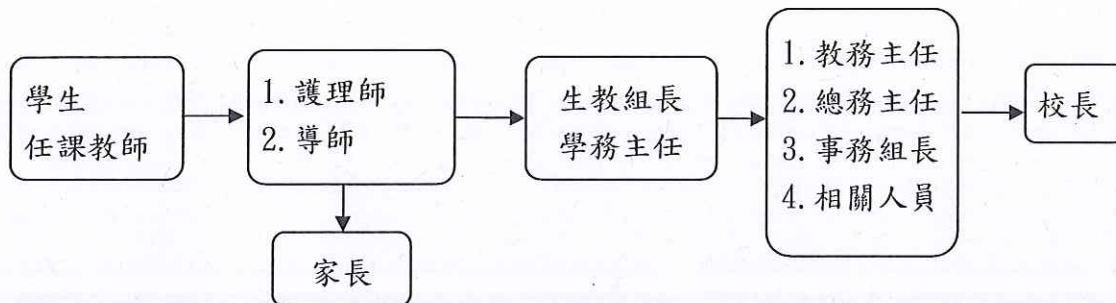 學生
任課教師
1. 護理師
2. 導師
家長
生教組長
學務主任
1. 教務主任
2. 總務主任
3. 事務組長
4. 相關人員
校長